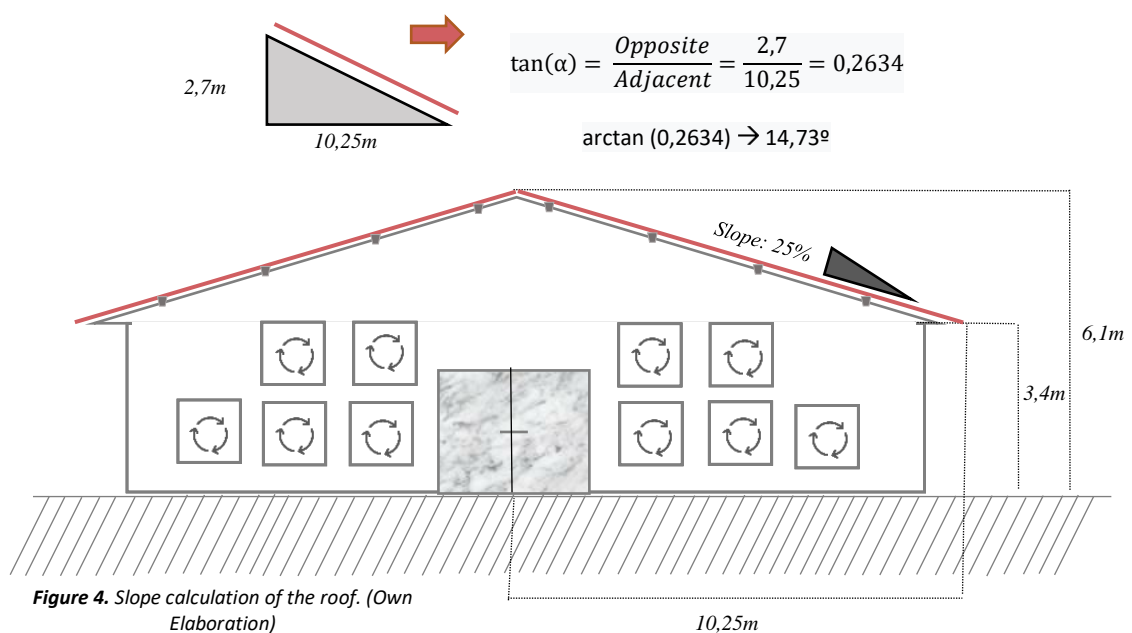 2,7m
10,25m
tan(α) = Opposite / Adjacent = 2,7 / 10,25 = 0,2634
arctan (0,2634) → 14,73º
Slope: 25%
6,1m
3,4m
Figure 4. Slope calculation of the roof. (Own
Elaboration)
10,25m